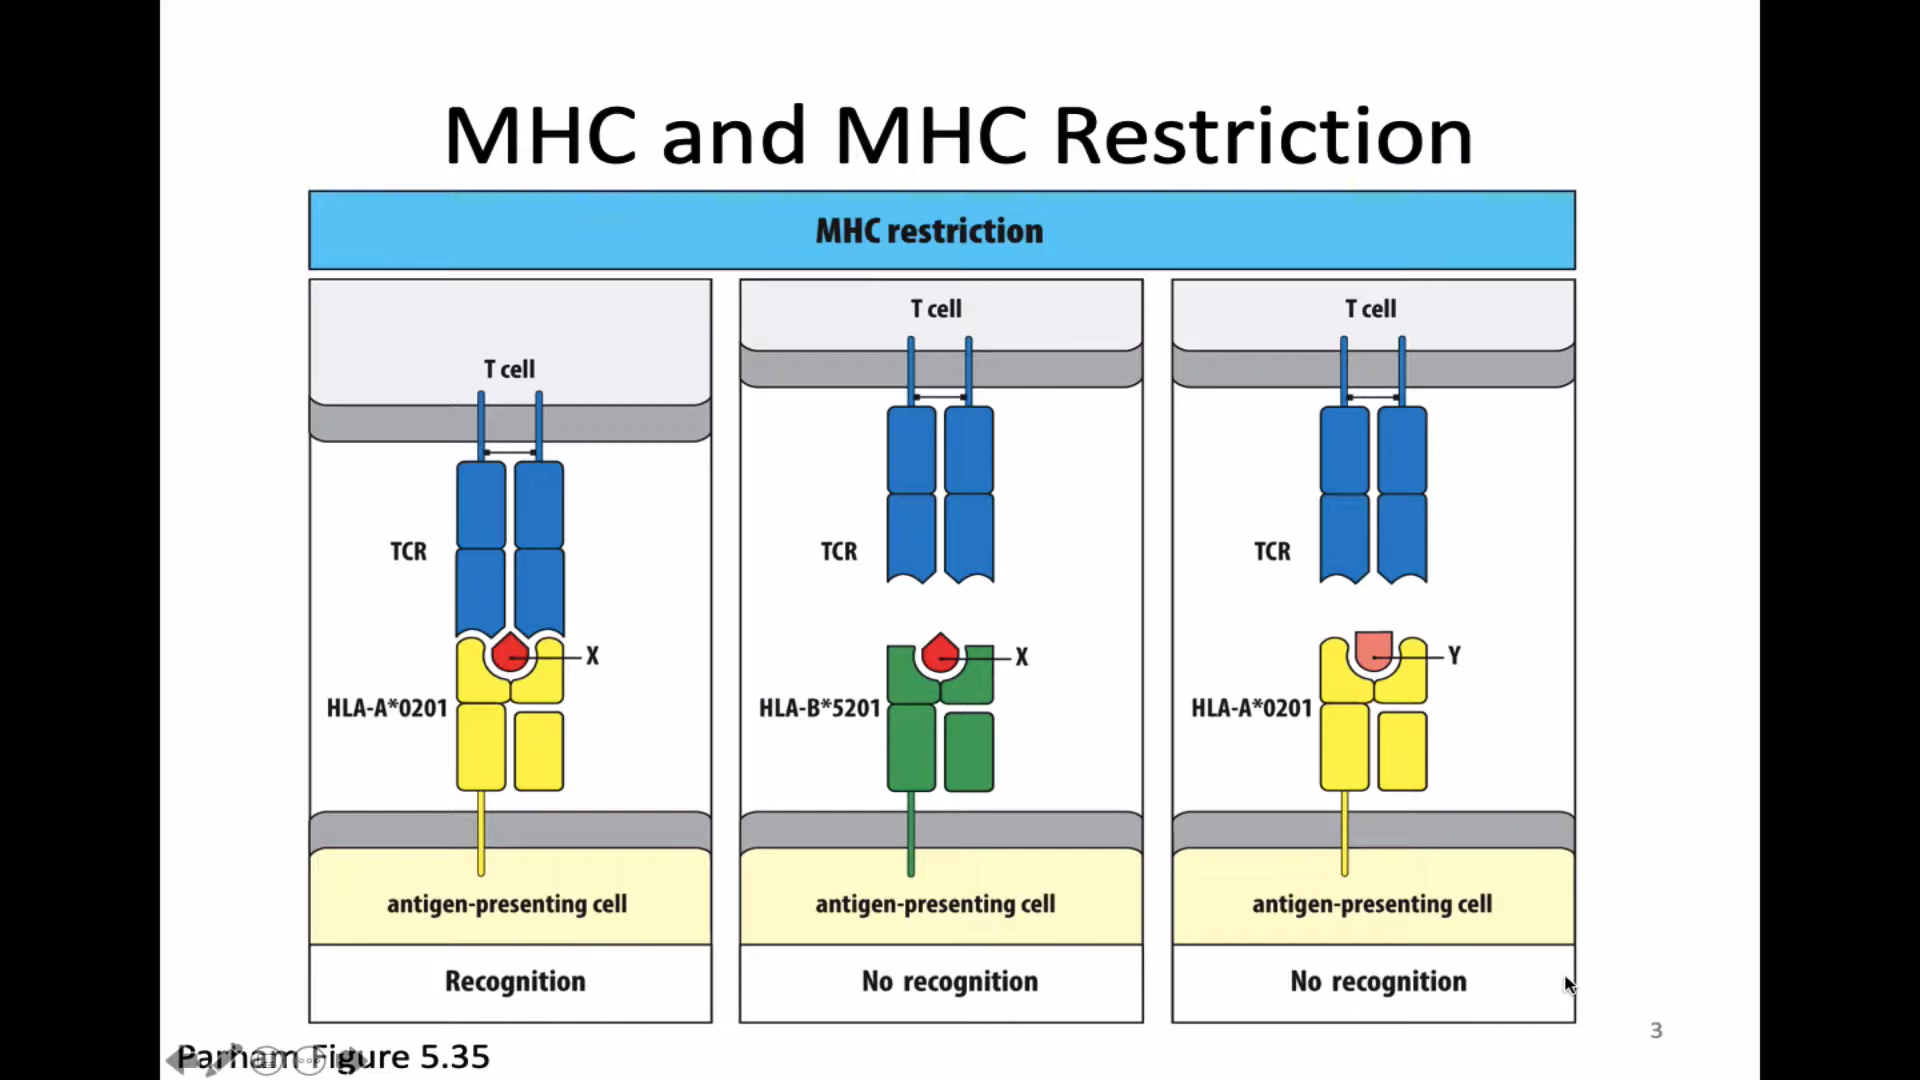 MHC and MHC Restriction
MHC restriction
T cell
TCR
X
HLA-A*0201
antigen-presenting cell
Recognition
T cell
TCR
X
HLA-B*5201
antigen-presenting cell
No recognition
T cell
TCR
Y
HLA-A*0201
antigen-presenting cell
No recognition
3
Parham Figure 5.35